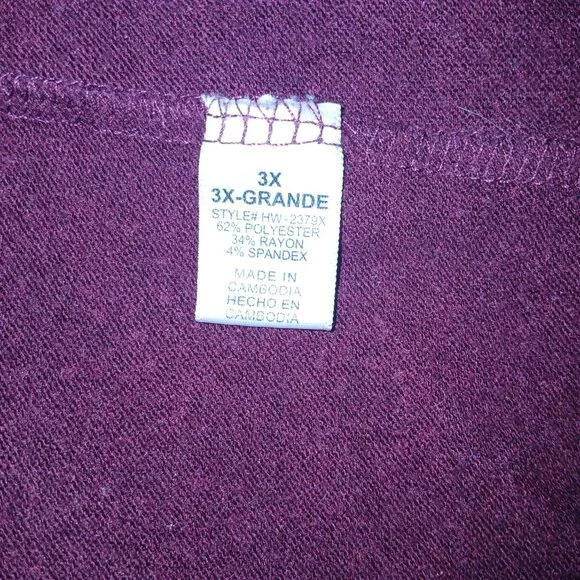 3X
3X-GRANDE
STYLE# HW-2379X
62% POLYESTER
34% RAYON
4% SPANDEX
MADE IN
CAMBODIA
HECHO EN
CAMBODIA